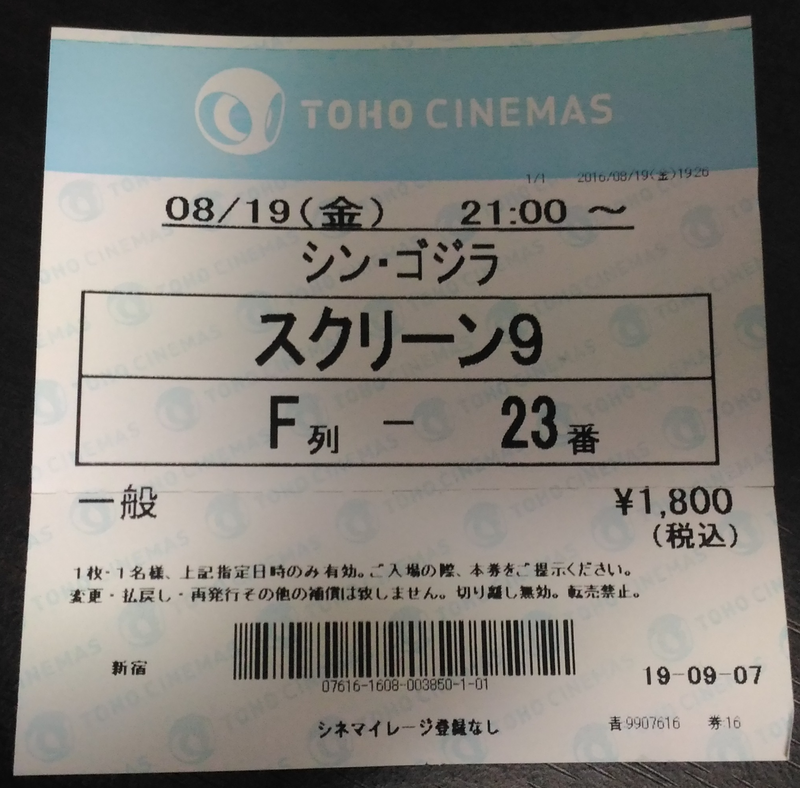 TOHO CINEMAS
1/1 2016/08/19(金)19:26
08/19(金) 21:00 ～
シン・ゴジラ
スクリーン9
F列 － 23番
一般 ¥1,800
(税込)
1枚・1名様、上記指定日時のみ有効。ご入場の際、本券をご提示ください。
変更・払戻し・再発行その他の補償は致しません。切り離し無効。転売禁止。
新宿 19-09-07
07616-1608-003850-1-01
シネマイレージ登録なし
青:9907616 券:16